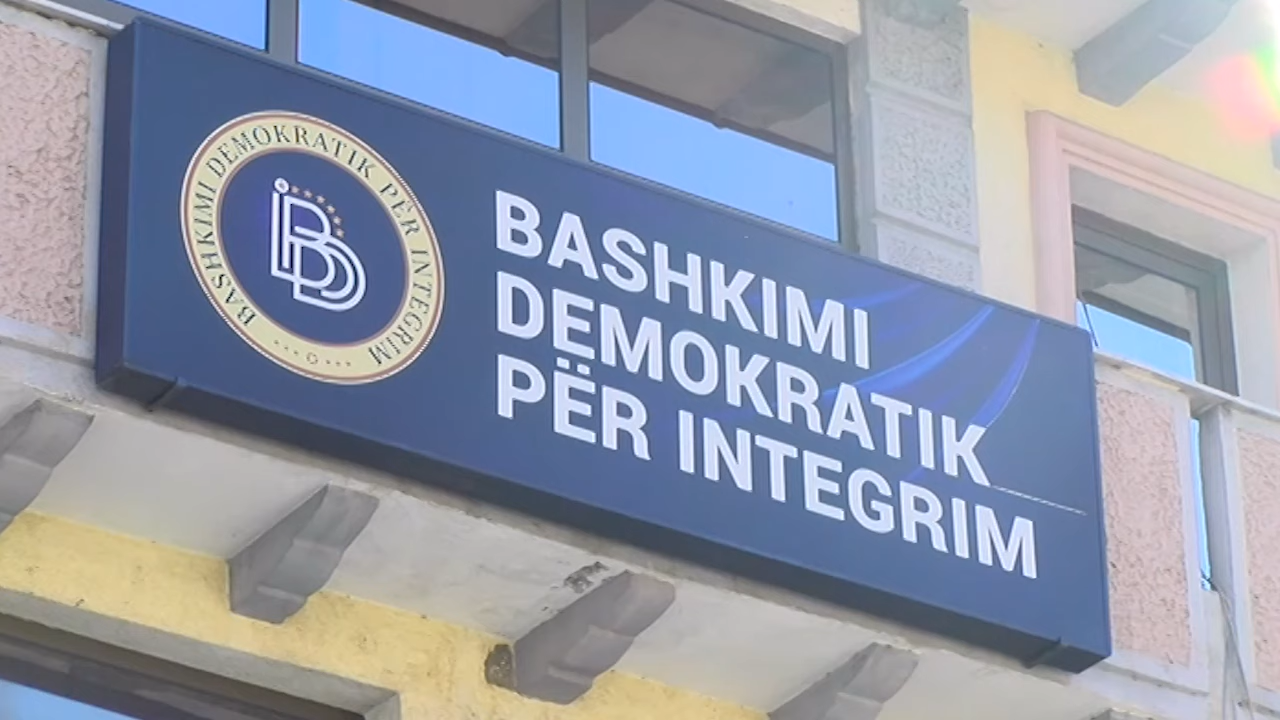 BASHKIMI DEMOKRATIK PËR INTEGRIM
BDI
BASHKIMI
DEMOKRATIK
PËR INTEGRIM